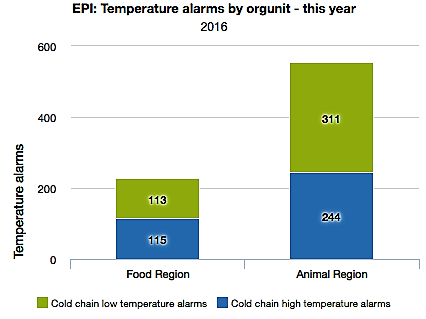 EPI: Temperature alarms by orgunit - this year
2016
Temperature alarms
600
400
200
0
311
244
113
115
Food Region
Animal Region
Cold chain low temperature alarms
Cold chain high temperature alarms